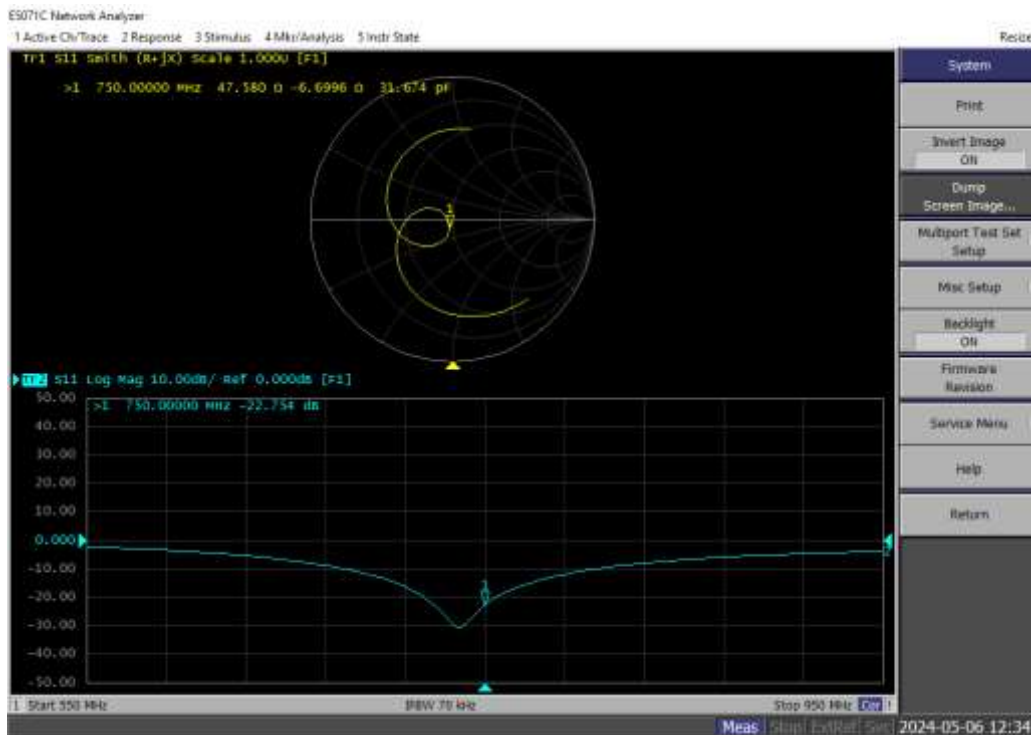 E5071C Network Analyzer
1 Active Ch/Trace 2 Response 3 Stimulus 4 Mkr/Analysis 5 Instr State
Resize
Tr1 S11 Smith (R+jX) Scale 1.000U [F1]
>1 750.00000 MHz 47.580 Ω -6.6996 Ω 31.674 pF
1
Tr2 S11 Log Mag 10.00dB/ Ref 0.000dB [F1]
>1 750.00000 MHz -22.754 dB
50.00
40.00
30.00
20.00
10.00
0.000
-10.00
-20.00
-30.00
-40.00
-50.00
1
1 Start 550 MHz
IFBW 70 kHz
Stop 950 MHz Cor !
Meas Stop ExtRef Svc 2024-05-06 12:34
System
Print
Invert Image
ON
Dump
Screen Image...
Multiport Test Set
Setup
Misc Setup
Backlight
ON
Firmware
Revision
Service Menu
Help
Return